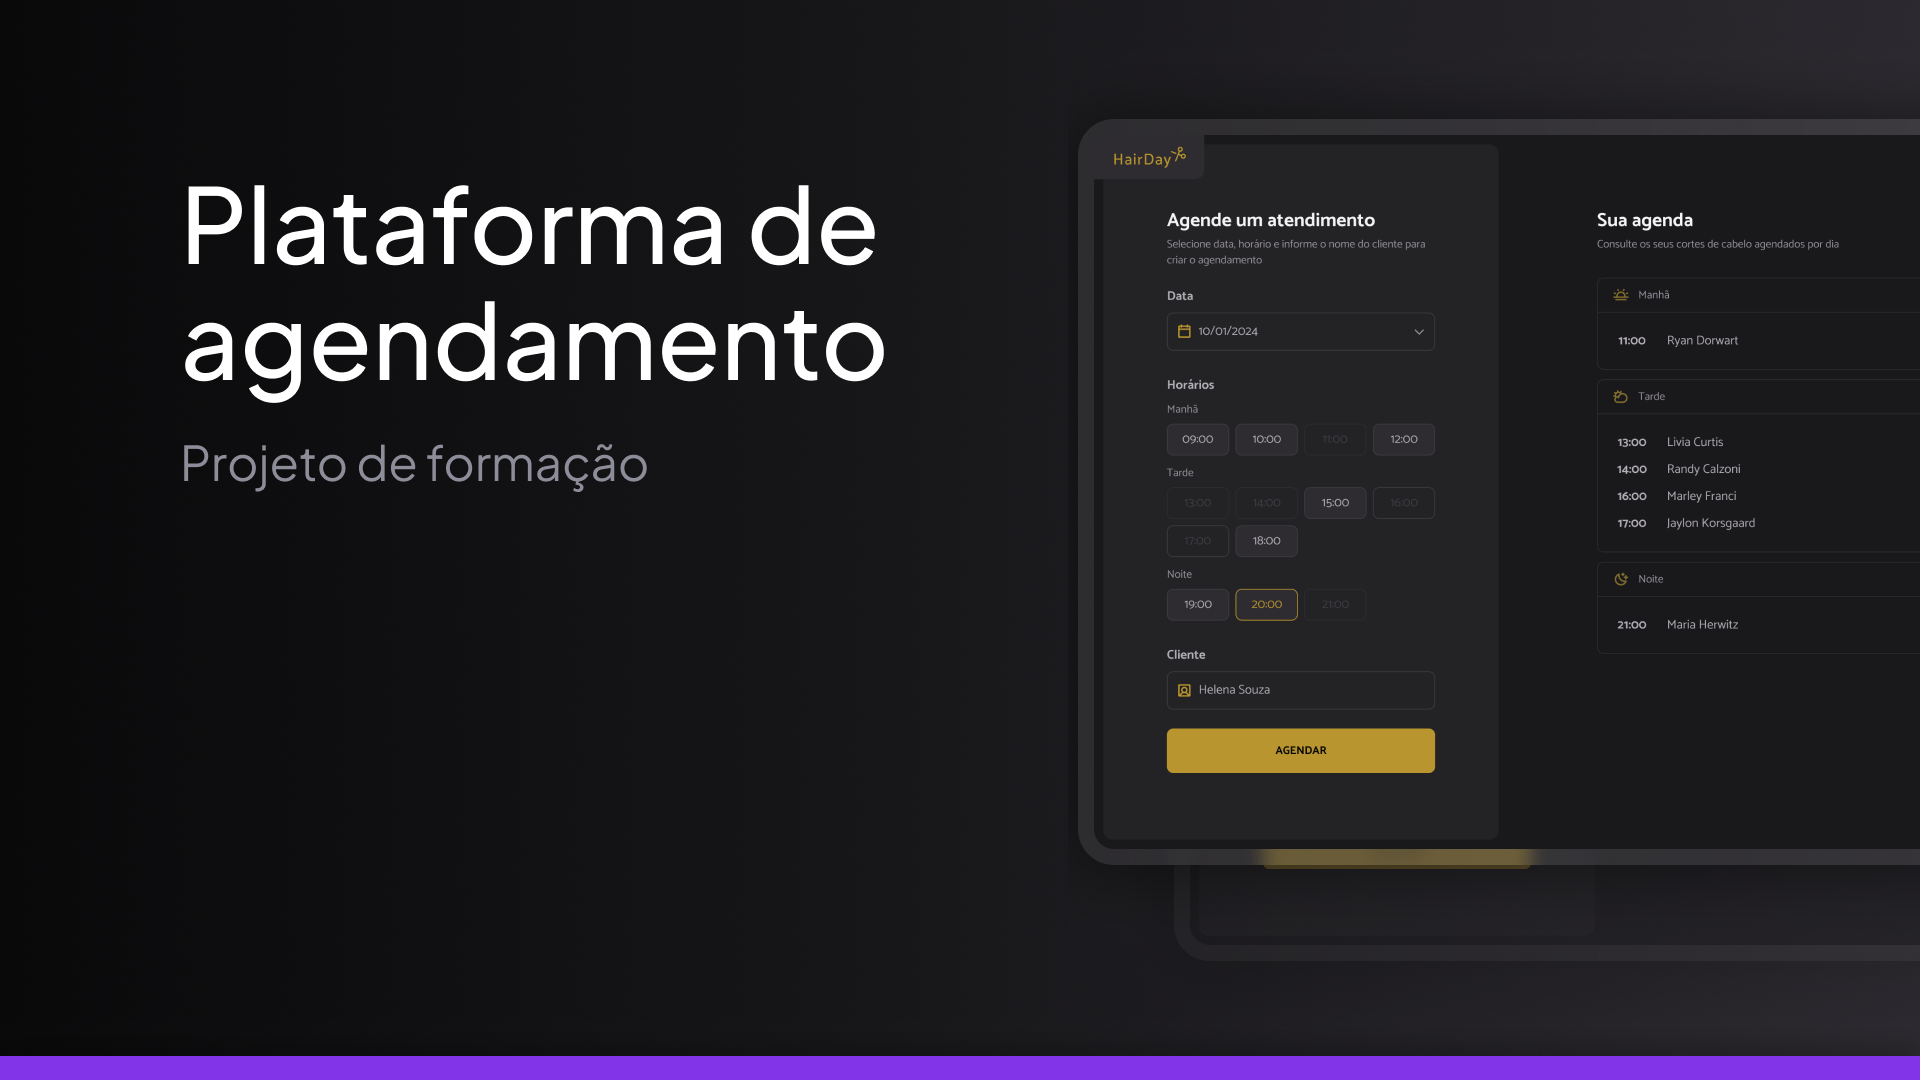 Plataforma de
agendamento
Projeto de formação
HairDay
Agende um atendimento
Selecione data, horário e informe o nome do cliente para
criar o agendamento
Data
10/01/2024
Horários
Manhã
09:00 10:00 11:00 12:00
Tarde
13:00 14:00 15:00 16:00
17:00 18:00
Noite
19:00 20:00 21:00
Cliente
Helena Souza
AGENDAR
Sua agenda
Consulte os seus cortes de cabelo agendados por dia
Manhã
11:00 Ryan Dorwart
Tarde
13:00 Livia Curtis
14:00 Randy Calzoni
16:00 Marley Franci
17:00 Jaylon Korsgaard
Noite
21:00 Maria Herwitz